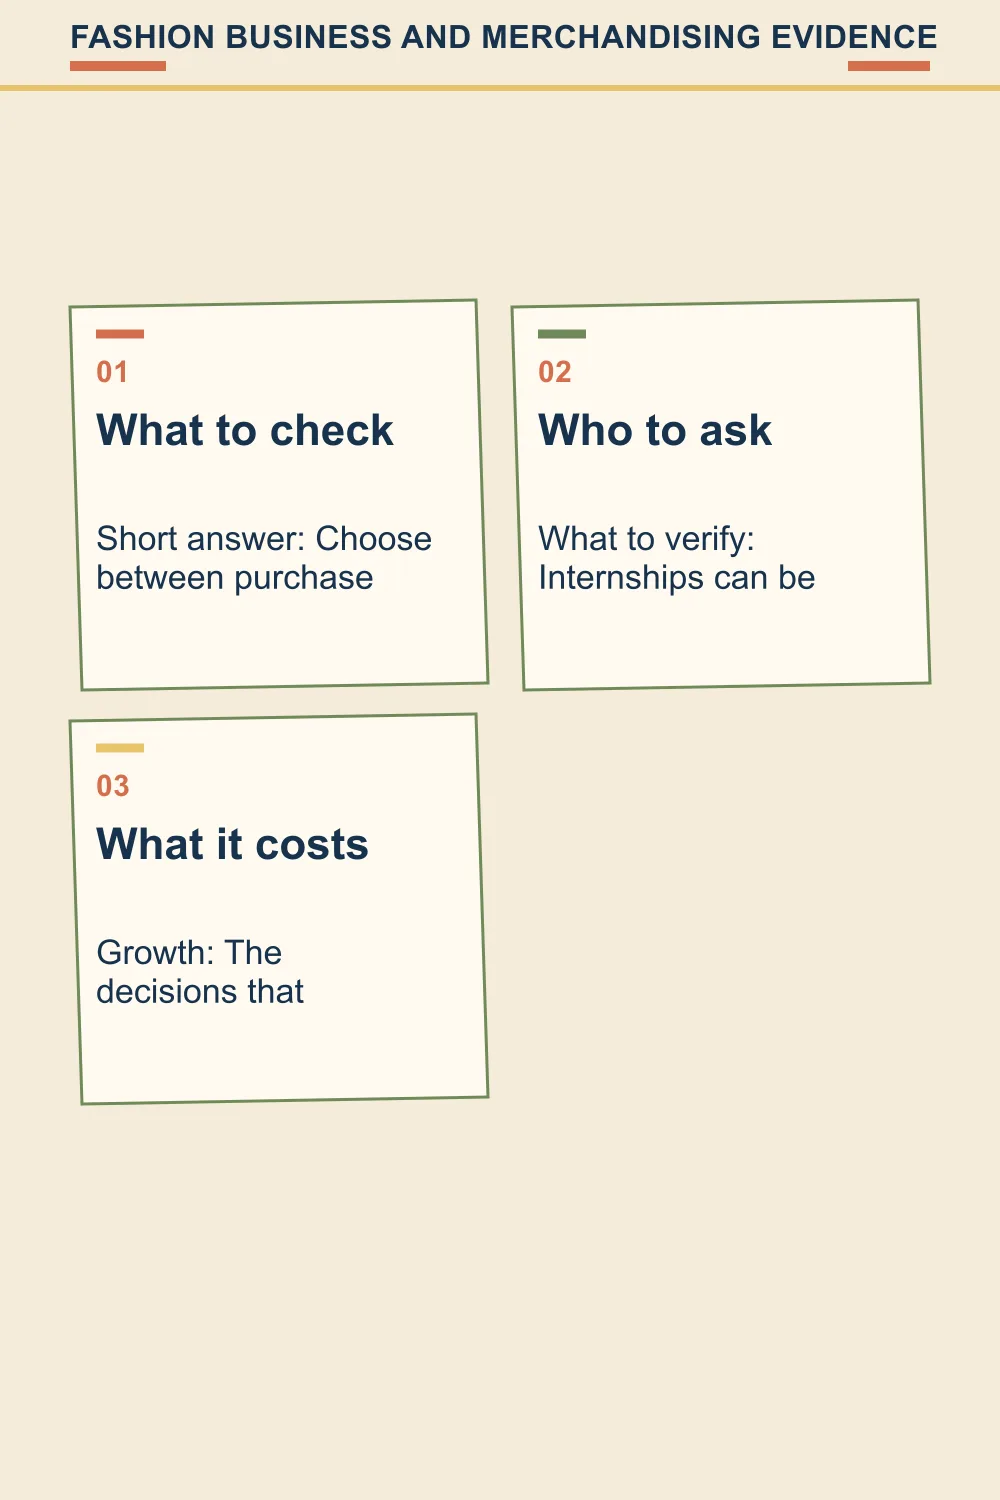 FASHION BUSINESS AND MERCHANDISING EVIDENCE
01
What to check
Short answer: Choose
between purchase
02
Who to ask
What to verify:
Internships can be
03
What it costs
Growth: The
decisions that